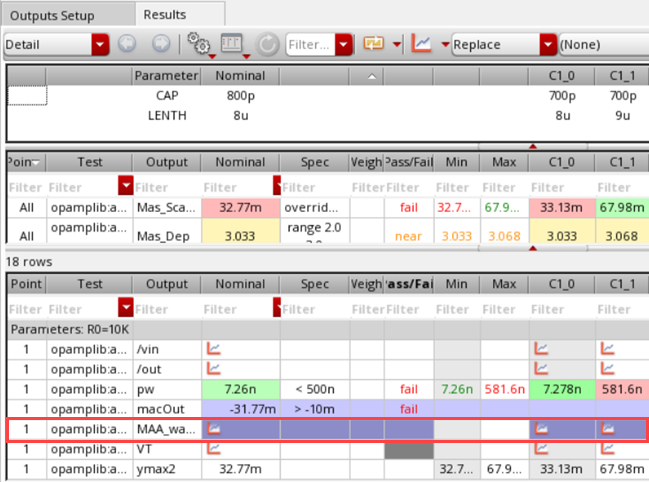 Outputs Setup Results
Detail Filter... Replace (None)
Parameter Nominal C1_0 C1_1
CAP 800p 700p 700p
LENTH 8u 8u 9u
Test Output Nominal Spec Weigh Pass/Fail Min Max C1_0 C1_1
Filter Filter Filter Filter Filter Filter Filter Filter Filter Filter Filter
All opamplib:a... Mas_Sca... 32.77m overrid... fail 32.7... 67.9... 33.13m 67.98m
All opamplib:a... Mas_Dep 3.033 range 2.0 near 3.033 3.068 3.033 3.068
18 rows
Point Test Output Nominal Spec Weigh Min Max C1_0 C1_1
Filter Filter Filter Filter Filter Filter Filter Filter Filter Filter Filter
Parameters: R0=10K
1 opamplib:a... /vin
1 opamplib:a... /out
1 opamplib:a... pw 7.26n < 500n fail 7.26n 581.6n 7.278n 581.6n
1 opamplib:a... macOut -31.77m > -10m fail
1 opamplib:a... MAA_wa...
1 opamplib:a... VT
1 opamplib:a... ymax2 32.77m 32.7... 67.9... 33.13m 67.98m